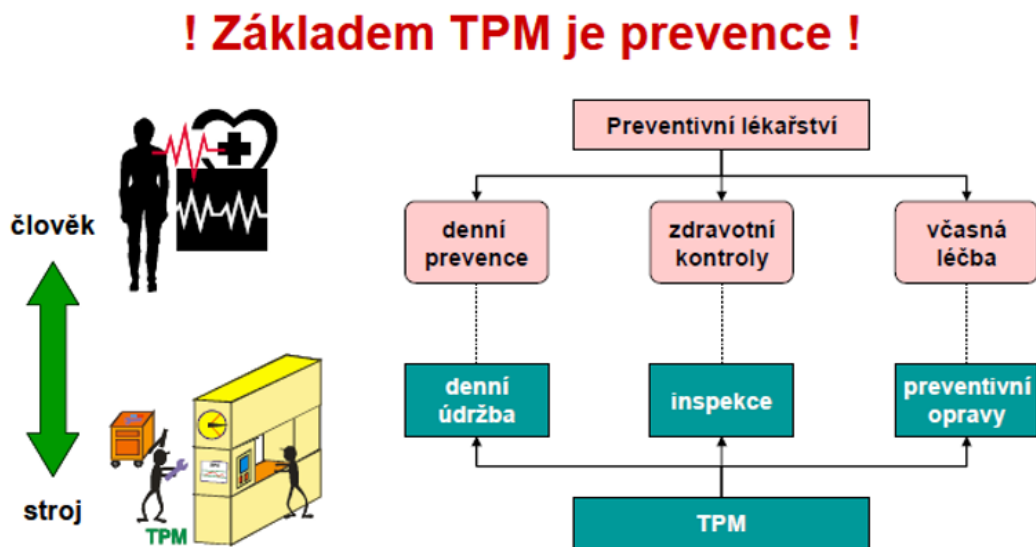 ! Základem TPM je prevence !
Preventivní lékařství
člověk
denní
prevence
zdravotní
kontroly
včasná
léčba
denní
údržba
inspekce
preventivní
opravy
stroj
TPM
TPM